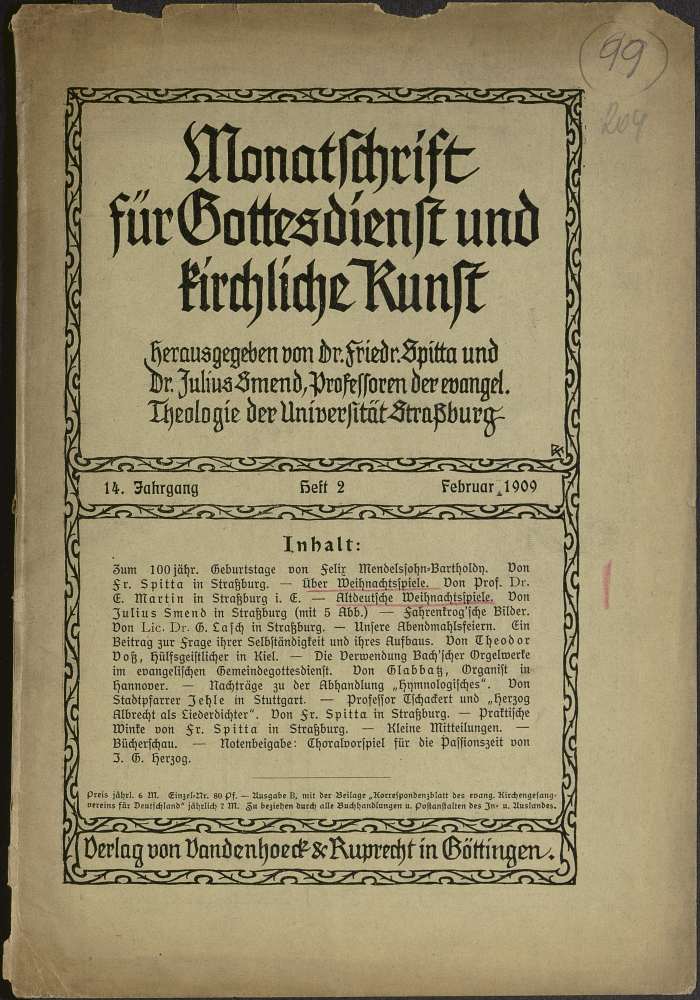 99
204
Monatschrift
für Gottesdienst und
kirchliche Kunst
Herausgegeben von Dr. Friedr. Spitta und
Dr. Julius Smend, Professoren der evangel.
Theologie der Universität Straßburg
14. Jahrgang Heft 2 Februar 1909
Inhalt:
Zum 100jähr. Geburtstage von Felix Mendelssohn-Bartholdy. Von
Fr. Spitta in Straßburg. — Über Weihnachtsspiele. Von Prof. Dr.
E. Martin in Straßburg i. E. — Altdeutsche Weihnachtsspiele. Von
Julius Smend in Straßburg (mit 5 Abb.) — Fahrenkrog'sche Bilder.
Von Lic. Dr. G. Lasch in Straßburg. — Unsere Abendmahlsfeiern. Ein
Beitrag zur Frage ihrer Selbständigkeit und ihres Aufbaus. Von Theodor
Voß, Hülfsgeistlicher in Kiel. — Die Verwendung Bach'scher Orgelwerke
im evangelischen Gemeindegottesdienst. Von Glabbatz, Organist in
Hannover. — Nachträge zu der Abhandlung „Hymnologisches". Von
Stadtpfarrer Jehle in Stuttgart. — Professor Tschackert und „Herzog
Albrecht als Liederdichter". Von Fr. Spitta in Straßburg. — Praktische
Winke von Fr. Spitta in Straßburg. — Kleine Mitteilungen. —
Bücherschau. — Notenbeigabe: Choralvorspiel für die Passionszeit von
J. G. Herzog.
Preis jährl. 6 M. Einzel-Nr. 80 Pf. — Ausgabe B, mit der Beilage „Korrespondenzblatt des evang. Kirchengesang-
vereins für Deutschland" jährlich 7 M. Zu beziehen durch alle Buchhandlungen u. Postanstalten des In- u. Auslandes.
Verlag von Vandenhoeck & Ruprecht in Göttingen.